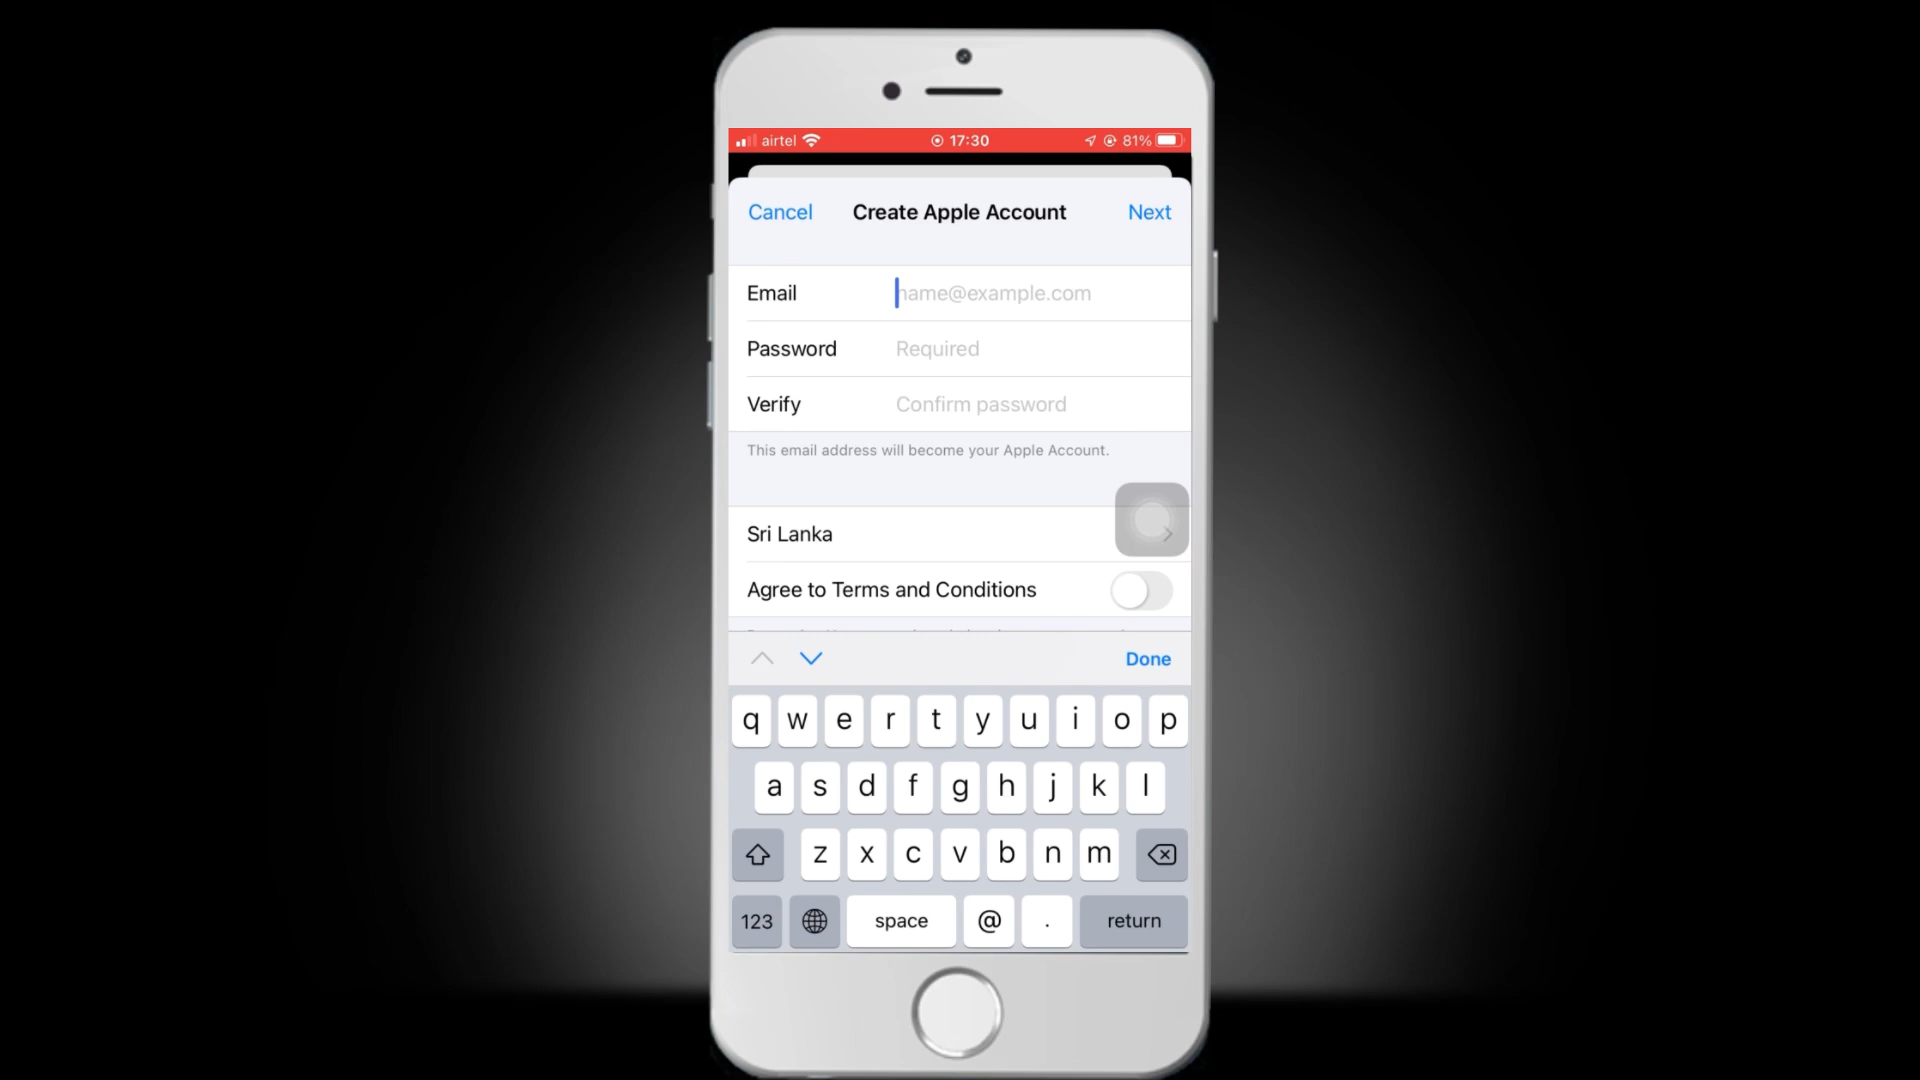 airtel 17:30 81%
Cancel Create Apple Account Next
Email name@example.com
Password Required
Verify Confirm password
This email address will become your Apple Account.
Sri Lanka
Agree to Terms and Conditions
Done
q w e r t y u i o p
a s d f g h j k l
z x c v b n m
123 space @ . return